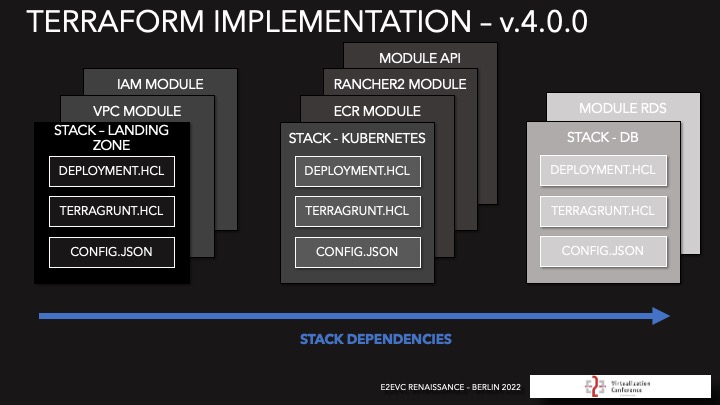 TERRAFORM IMPLEMENTATION – v.4.0.0
IAM MODULE
VPC MODULE
STACK – LANDING
ZONE
DEPLOYMENT.HCL
TERRAGRUNT.HCL
CONFIG.JSON
MODULE API
RANCHER2 MODULE
ECR MODULE
STACK - KUBERNETES
DEPLOYMENT.HCL
TERRAGRUNT.HCL
CONFIG.JSON
MODULE RDS
STACK - DB
DEPLOYMENT.HCL
TERRAGRUNT.HCL
CONFIG.JSON
STACK DEPENDENCIES
E2EVC RENAISSANCE – BERLIN 2022
Virtualization
Conference